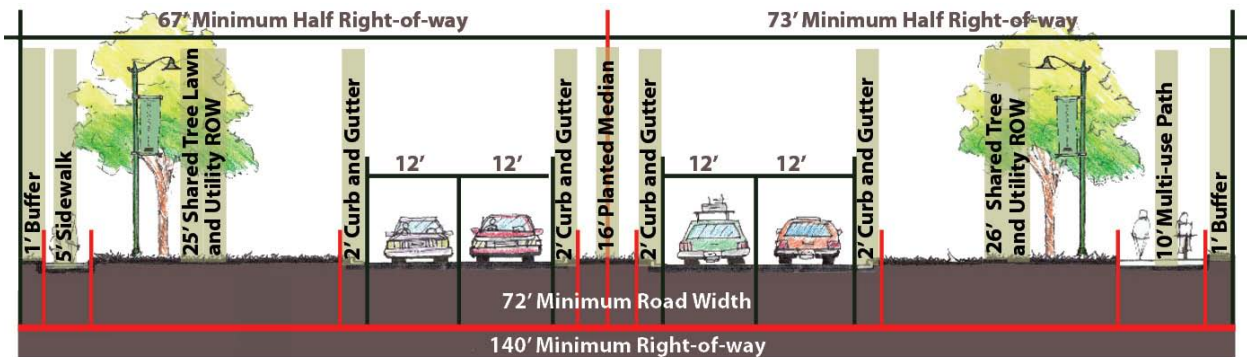 67' Minimum Half Right-of-way
73' Minimum Half Right-of-way
1' Buffer
5' Sidewalk
25' Shared Tree Lawn
and Utility ROW
2' Curb and Gutter
12'
12'
2' Curb and Gutter
16' Planted Median
2' Curb and Gutter
12'
12'
2' Curb and Gutter
26' Shared Tree
and Utility ROW
10' Multi-use Path
1' Buffer
72' Minimum Road Width
140' Minimum Right-of-way